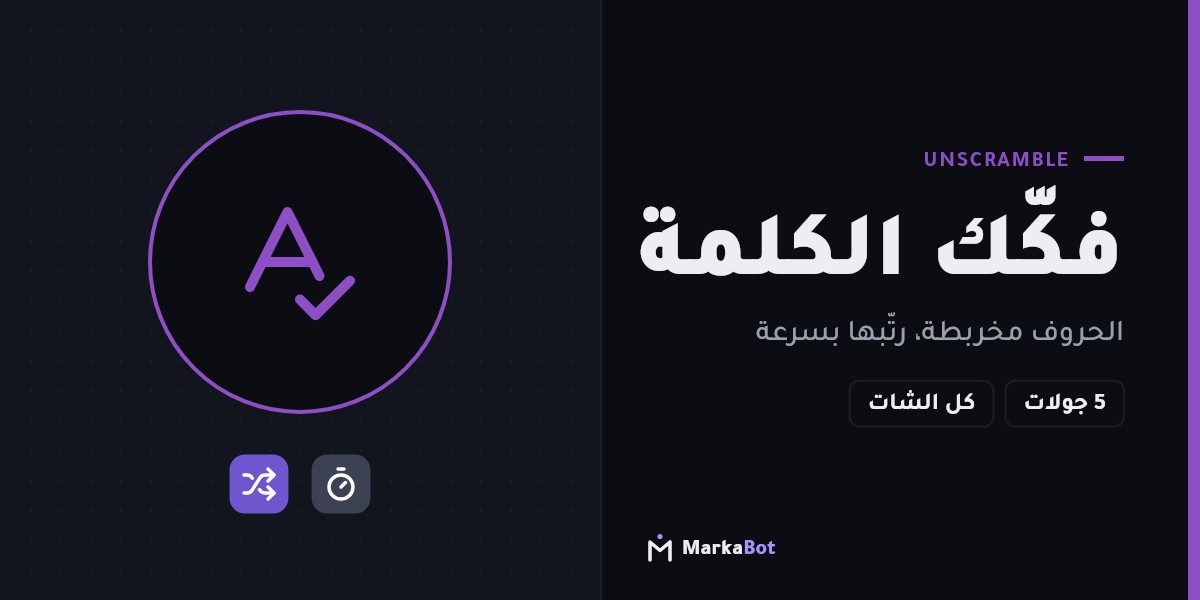 UNSCRAMBLE
فكّك الكلمة
الحروف مخربطة، رتّبها بسرعة
5 جولات
كل الشات
MarkaBot